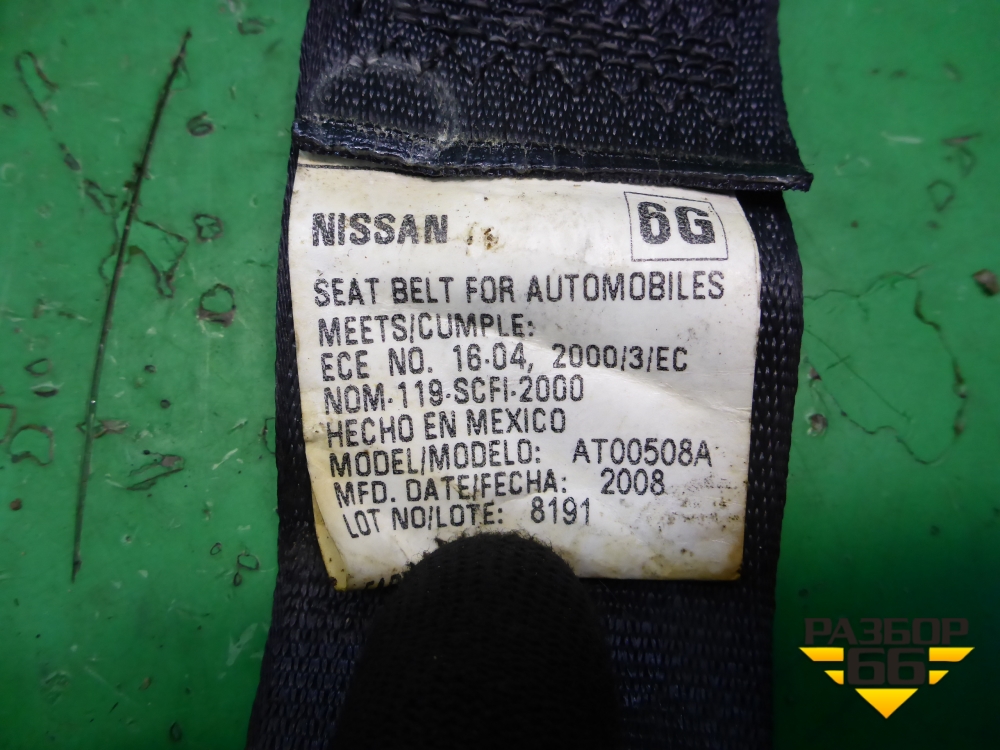 NISSAN
6G
SEAT BELT FOR AUTOMOBILES
MEETS/CUMPLE:
ECE NO. 16-04, 2000/3/EC
NOM-119-SCFI-2000
HECHO EN MEXICO
MODEL/MODELO: AT00508A
MFD. DATE/FECHA: 2008
LOT NO/LOTE: 8191
РАЗБОР
66